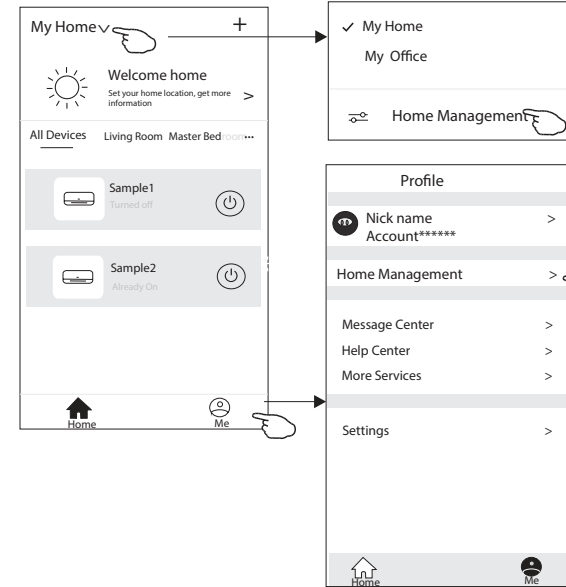 My Home
+
Welcome home
Set your home location, get more
information
>
All Devices Living Room Master Bedroom •••
Sample1
Turned off
Sample2
Already On
Home
Me
✓ My Home
My Office
Home Management
Profile
Nick name >
Account******
Home Management >
Message Center >
Help Center >
More Services >
Settings >
Home
Me